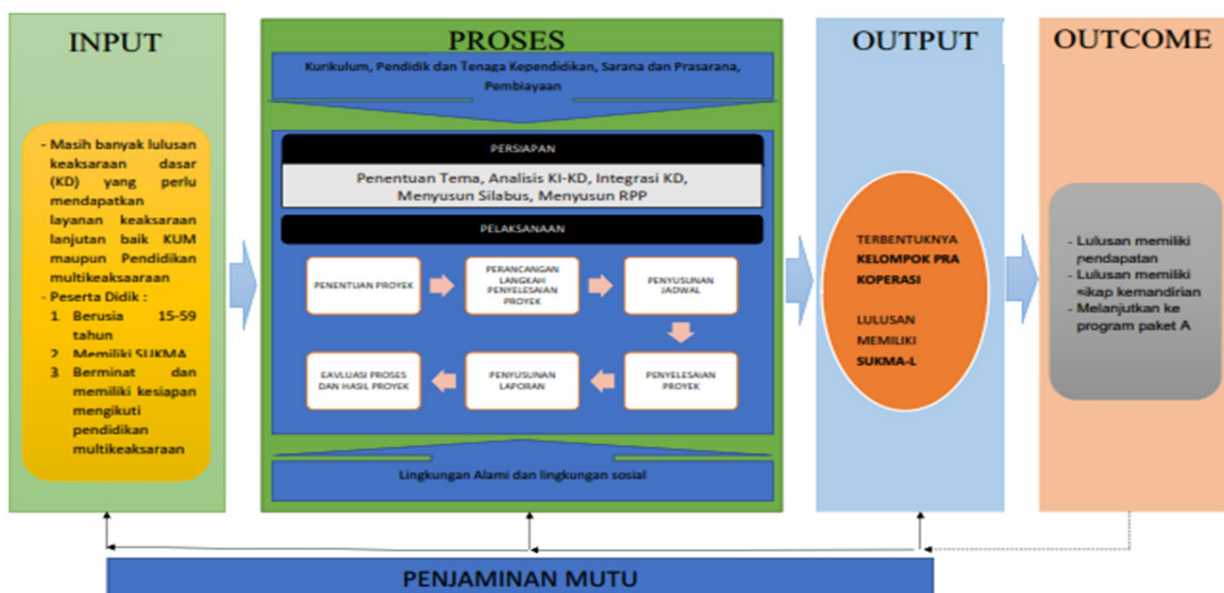 INPUT
- Masih banyak lulusan
keaksaraan dasar
(KD) yang perlu
mendapatkan
layanan keaksaraan
lanjutan baik KUM
maupun Pendidikan
multikeaksaaraan
- Peserta Didik :
1 Berusia 15-59
tahun
2 Memiliki SUKMA
3 Berminat dan
memiliki kesiapan
mengikuti
pendidikan
multikeaksaraan
PROSES
Kurikulum, Pendidik dan Tenaga Kependidikan, Sarana dan Prasarana,
Pembiayaan
PERSIAPAN
Penentuan Tema, Analisis KI-KD, Integrasi KD,
Menyusun Silabus, Menyusun RPP
PELAKSANAAN
PENENTUAN PROYEK
PERANCANGAN
LANGKAH
PENYELESAIAN
PROYEK
PENYUSUNAN
JADWAL
PENYELESAIAN
PROYEK
PENYUSUNAN
LAPORAN
EAVLUASI PROSES
DAN HASIL PROYEK
Lingkungan Alami dan lingkungan sosial
OUTPUT
TERBENTUKNYA
KELOMPOK PRA
KOPERASI
LULUSAN
MEMILIKI
SUKMA-L
OUTCOME
- Lulusan memiliki
pendapatan
- Lulusan memiliki
sikap kemandirian
- Melanjutkan ke
program paket A
PENJAMINAN MUTU